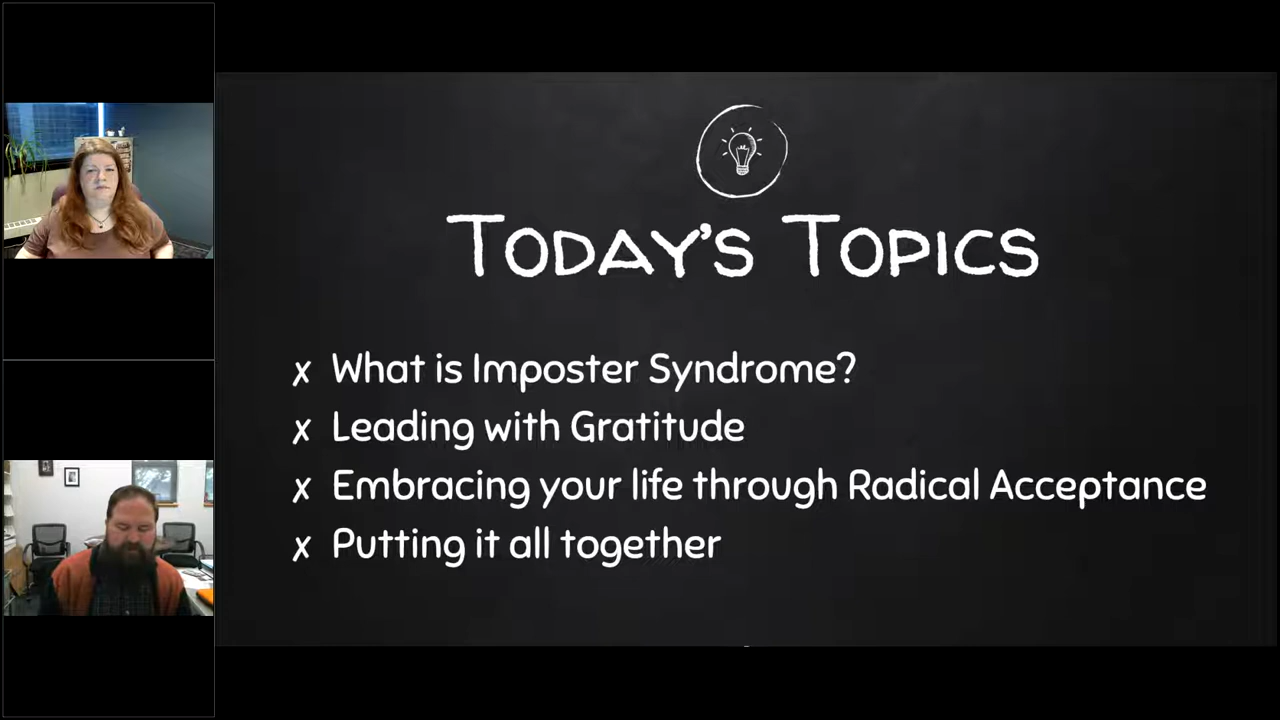 Today's Topics
x What is Imposter Syndrome?
x Leading with Gratitude
x Embracing your life through Radical Acceptance
x Putting it all together